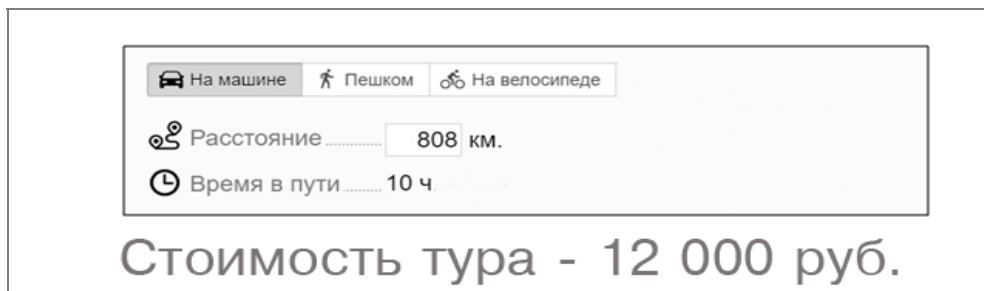 На машине Пешком На велосипеде
Расстояние ............ 808 км.
Время в пути ........ 10 ч
Стоимость тура - 12 000 руб.